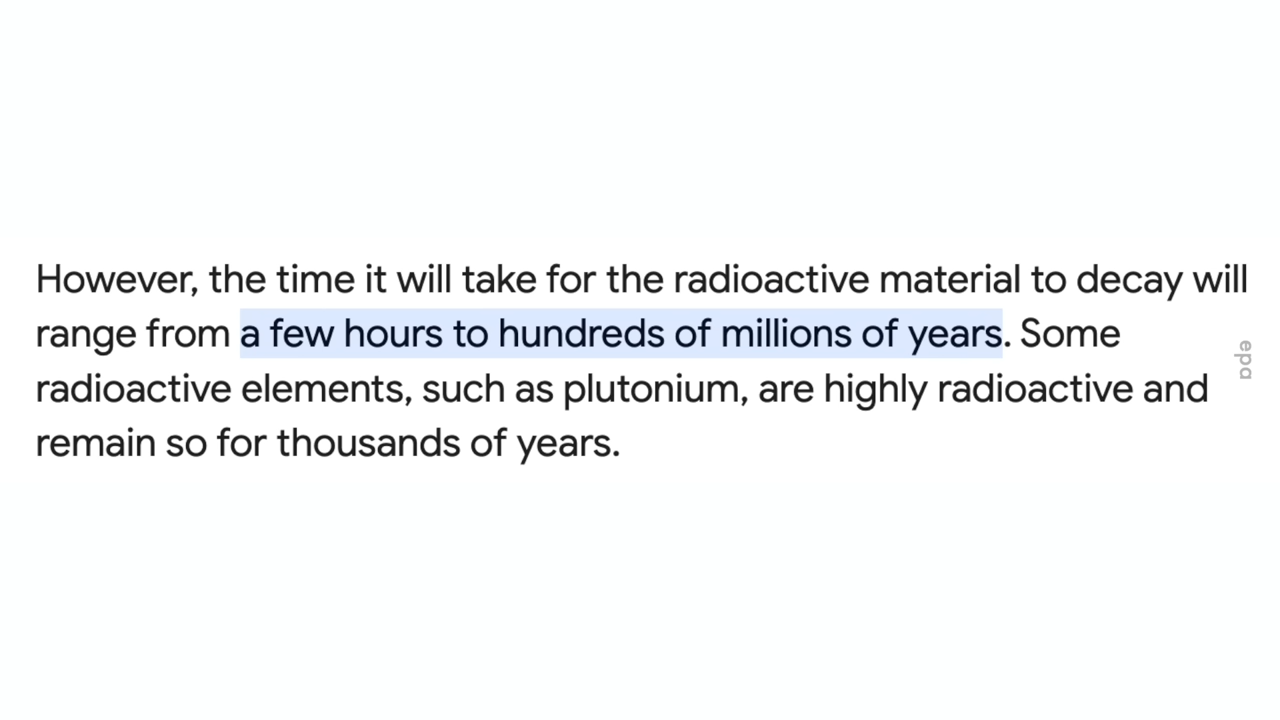 However, the time it will take for the radioactive material to decay will
range from a few hours to hundreds of millions of years. Some
radioactive elements, such as plutonium, are highly radioactive and
remain so for thousands of years.
epa